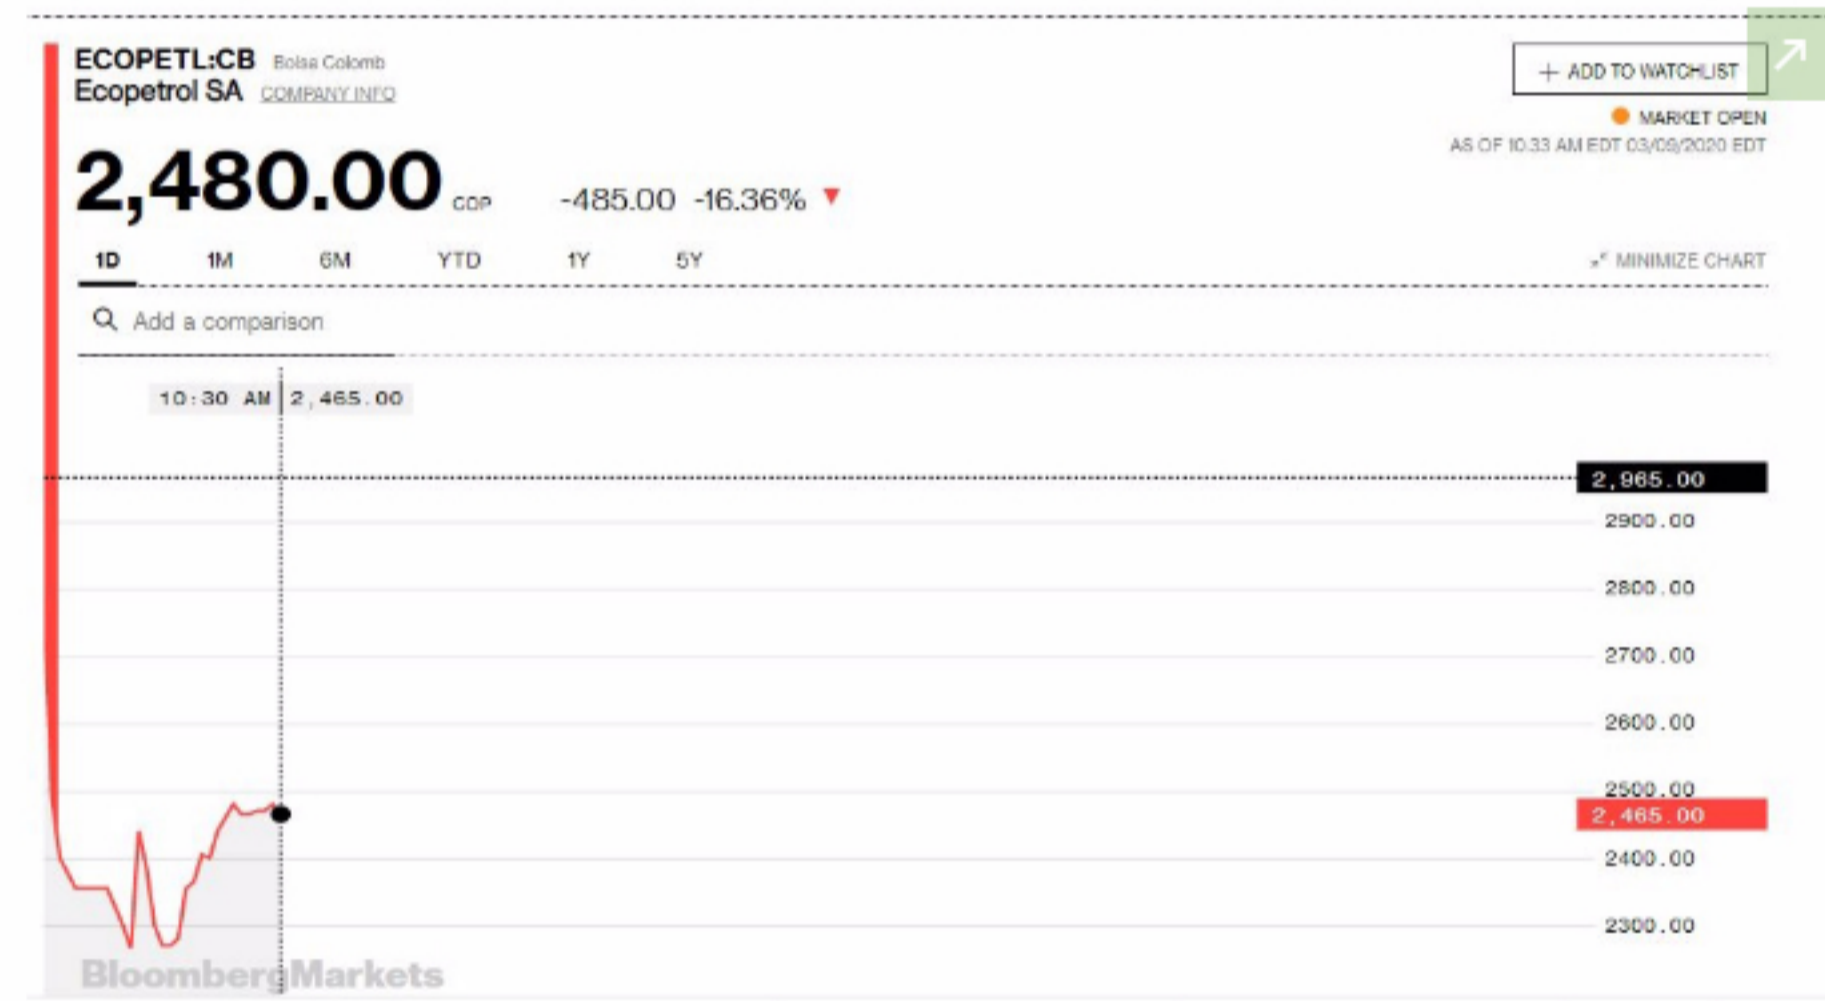 ECOPETL:CB Bolsa Colomb
Ecopetrol SA COMPANY INFO
+ ADD TO WATCHLIST
MARKET OPEN
AS OF 10.33 AM EDT 03/09/2020 EDT
2,480.00 COP -485.00 -16.36%
1D 1M 6M YTD 1Y 5Y MINIMIZE CHART
Add a comparison
10:30 AM 2,465.00
2,965.00
2900.00
2800.00
2700.00
2600.00
2500.00
2,465.00
2400.00
2300.00
BloombergMarkets